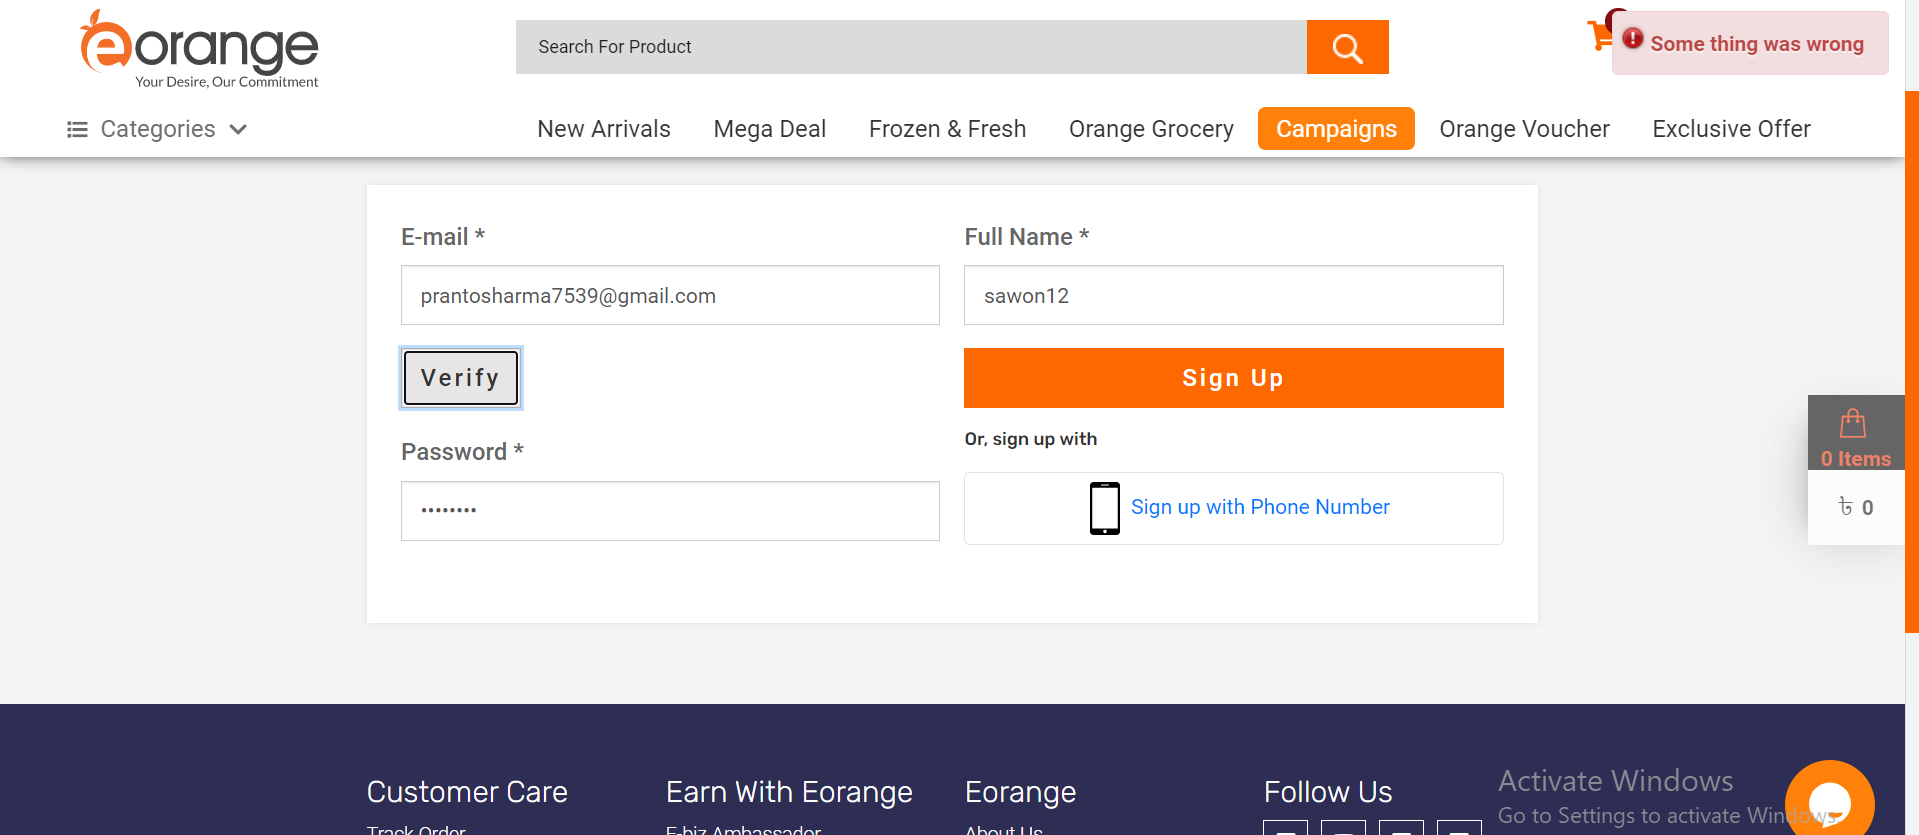 eorange
Your Desire, Our Commitment
Search For Product
Some thing was wrong
Categories
New Arrivals
Mega Deal
Frozen & Fresh
Orange Grocery
Campaigns
Orange Voucher
Exclusive Offer
E-mail *
Full Name *
prantosharma7539@gmail.com
sawon12
Verify
Sign Up
Or, sign up with
Password *
••••••••
Sign up with Phone Number
0 Items
৳ 0
Customer Care
Earn With Eorange
Eorange
Follow Us
Track Order
E-biz Ambassador
About Us
Activate Windows
Go to Settings to activate Windows.